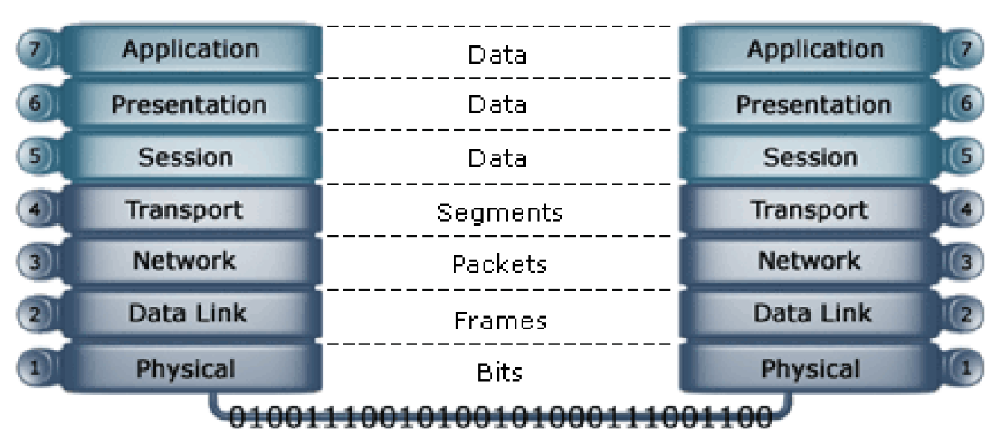 7 Application Data Application 7
6 Presentation Data Presentation 6
5 Session Data Session 5
4 Transport Segments Transport 4
3 Network Packets Network 3
2 Data Link Frames Data Link 2
1 Physical Bits Physical 1
01001110010100101000111001100